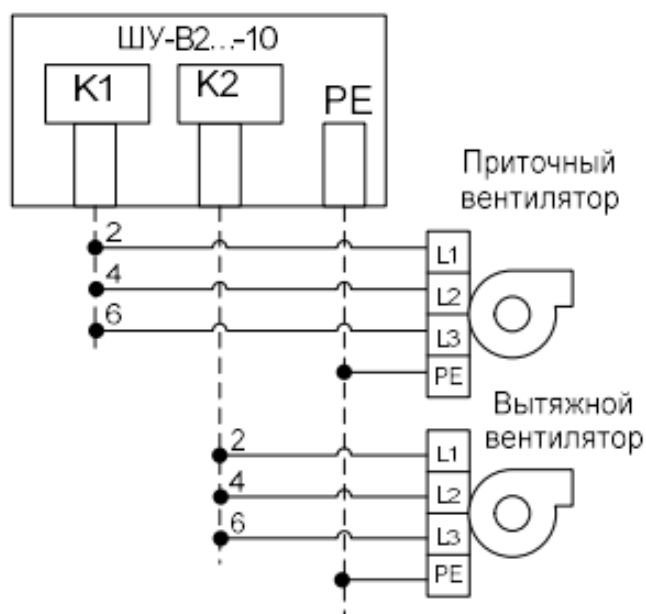 ШУ-В2...-10
К1
К2
PE
Приточный
вентилятор
2
L1
4
L2
6
L3
PE
Вытяжной
вентилятор
2
L1
4
L2
6
L3
PE